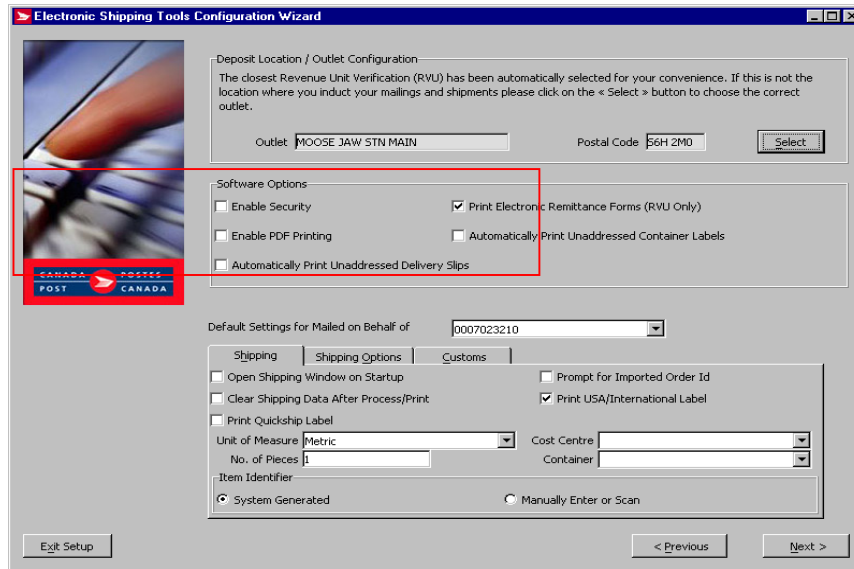 Electronic Shipping Tools Configuration Wizard
Deposit Location / Outlet Configuration
The closest Revenue Unit Verification (RVU) has been automatically selected for your convenience. If this is not the
location where you induct your mailings and shipments please click on the « Select » button to choose the correct
outlet.
Outlet MOOSE JAW STN MAIN Postal Code S6H 2M0 Select
Software Options
Enable Security Print Electronic Remittance Forms (RVU Only)
Enable PDF Printing Automatically Print Unaddressed Container Labels
Automatically Print Unaddressed Delivery Slips
CANADA POSTES
POST CANADA
Default Settings for Mailed on Behalf of 0007023210
Shipping Shipping Options Customs
Open Shipping Window on Startup Prompt for Imported Order Id
Clear Shipping Data After Process/Print Print USA/International Label
Print Quickship Label
Unit of Measure Metric Cost Centre
No. of Pieces 1 Container
Item Identifier
System Generated Manually Enter or Scan
Exit Setup < Previous Next >